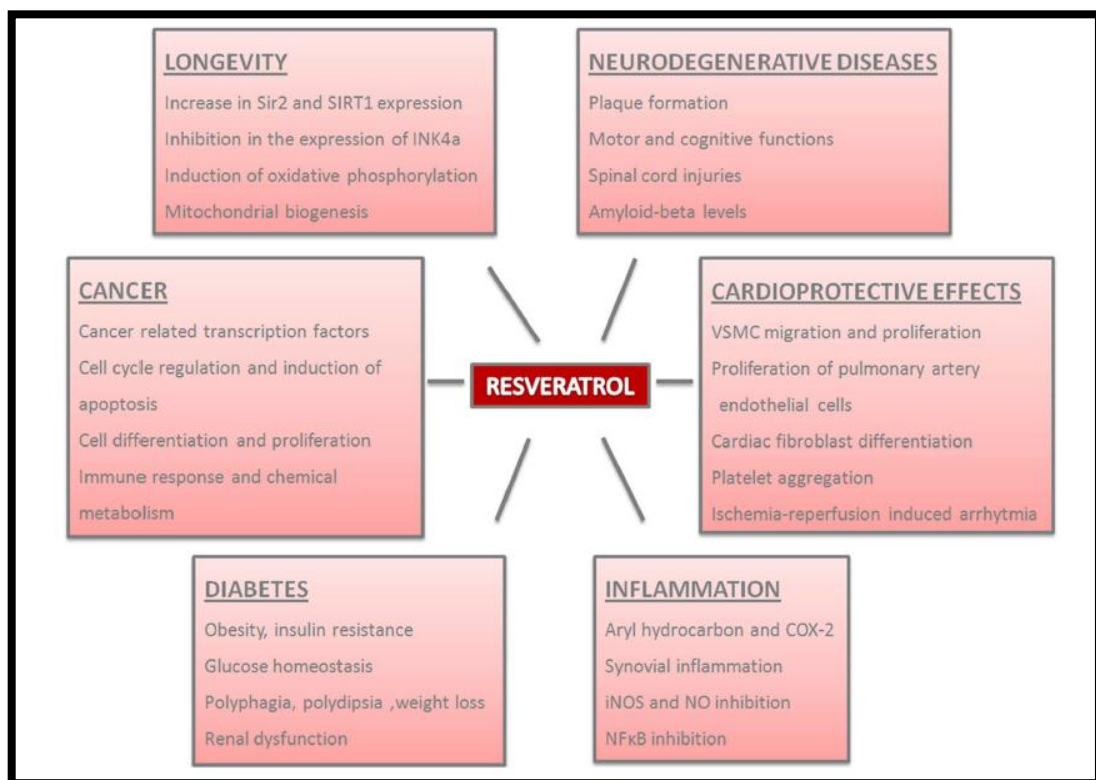 LONGEVITY
Increase in Sir2 and SIRT1 expression
Inhibition in the expression of INK4a
Induction of oxidative phosphorylation
Mitochondrial biogenesis
NEURODEGENERATIVE DISEASES
Plaque formation
Motor and cognitive functions
Spinal cord injuries
Amyloid-beta levels
CANCER
Cancer related transcription factors
Cell cycle regulation and induction of
apoptosis
Cell differentiation and proliferation
Immune response and chemical
metabolism
RESVERATROL
CARDIOPROTECTIVE EFFECTS
VSMC migration and proliferation
Proliferation of pulmonary artery
endothelial cells
Cardiac fibroblast differentiation
Platelet aggregation
Ischemia-reperfusion induced arrhytmia
DIABETES
Obesity, insulin resistance
Glucose homeostasis
Polyphagia, polydipsia ,weight loss
Renal dysfunction
INFLAMMATION
Aryl hydrocarbon and COX-2
Synovial inflammation
iNOS and NO inhibition
NFκB inhibition